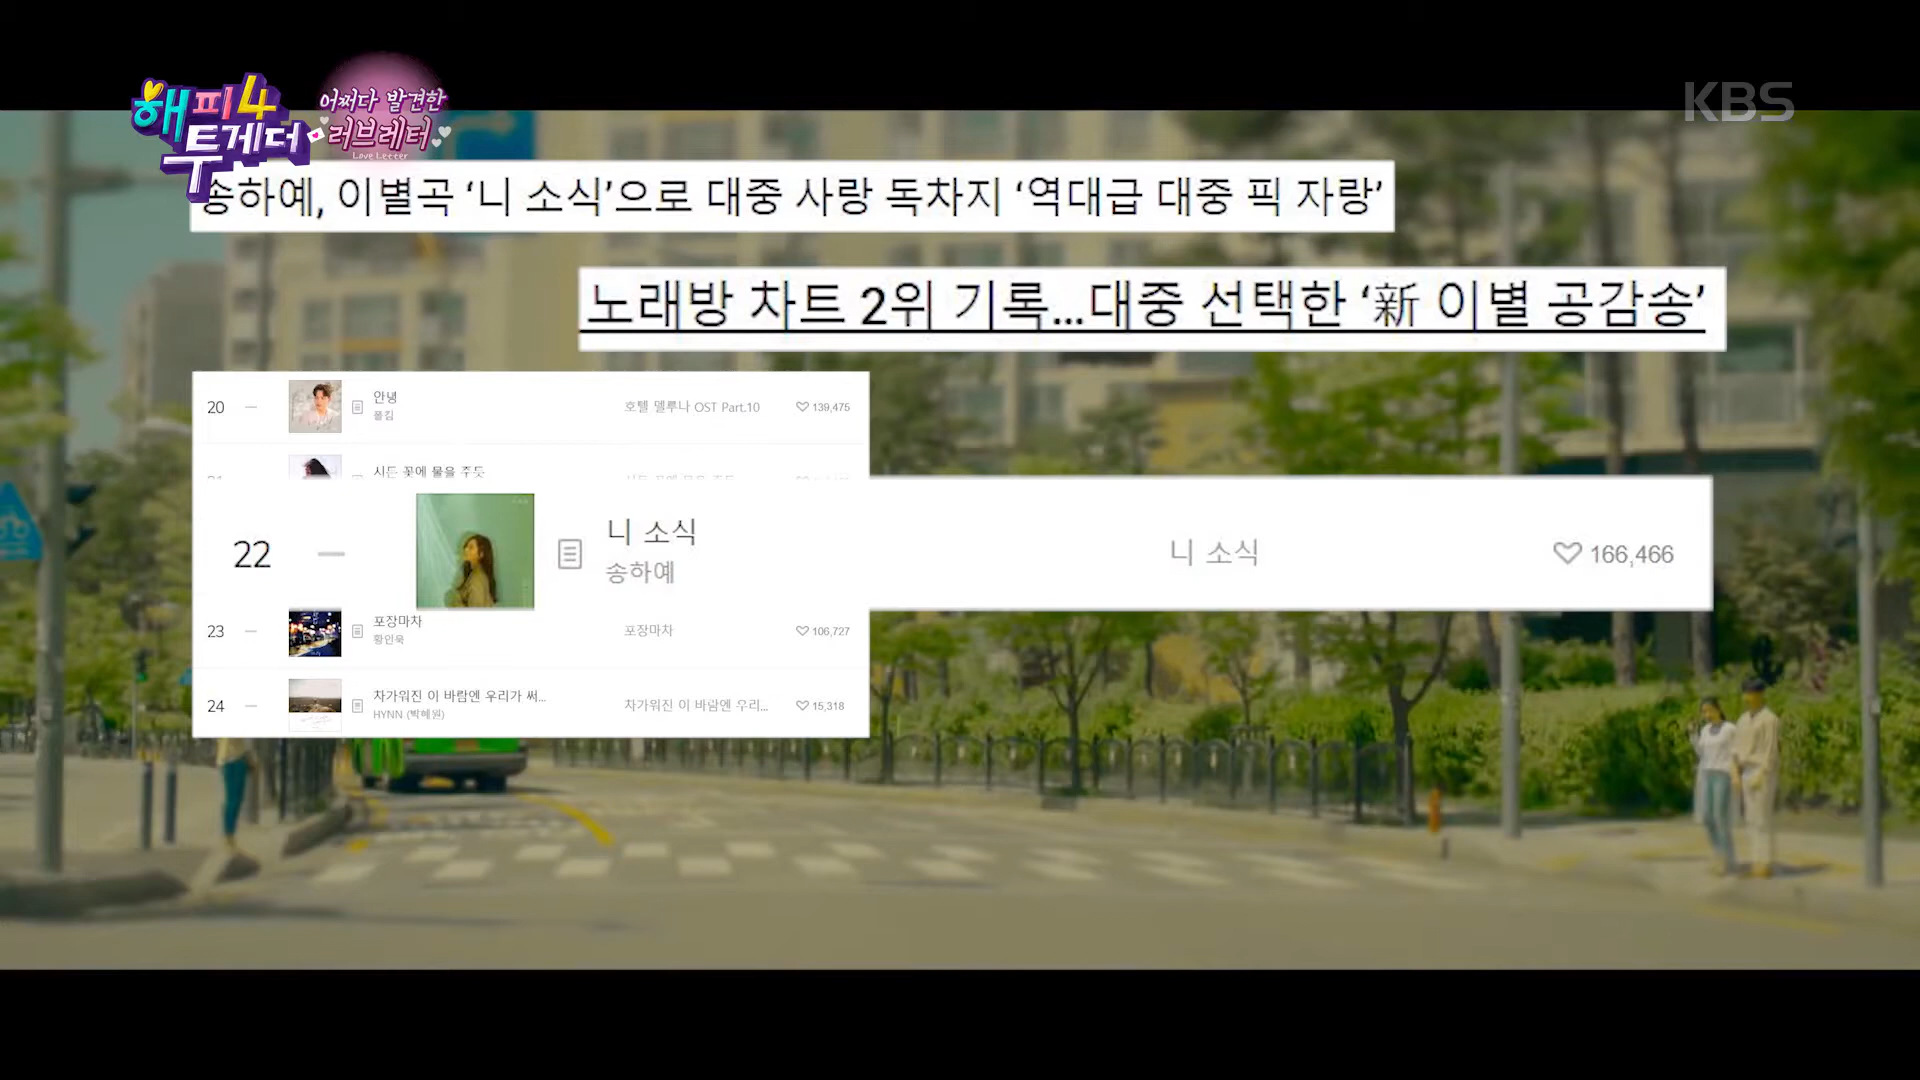 해피투게더4
어쩌다 발견한
러브레터
Love Letter
KBS
송하예, 이별곡 ‘니 소식’으로 대중 사랑 독차지 ‘역대급 대중 픽 자랑’
노래방 차트 2위 기록...대중 선택한 ‘新 이별 공감송’
20 안녕 호텔 델루나 OST Part.10 139,475
폴킴
시든 꽃에 물을 주듯
22 니 소식 니 소식 166,466
송하예
23 포장마차 포장마차 106,727
황인욱
24 차가워진 이 바람엔 우리가 써... 차가워진 이 바람엔 우리... 15,318
HYNN (박혜원)